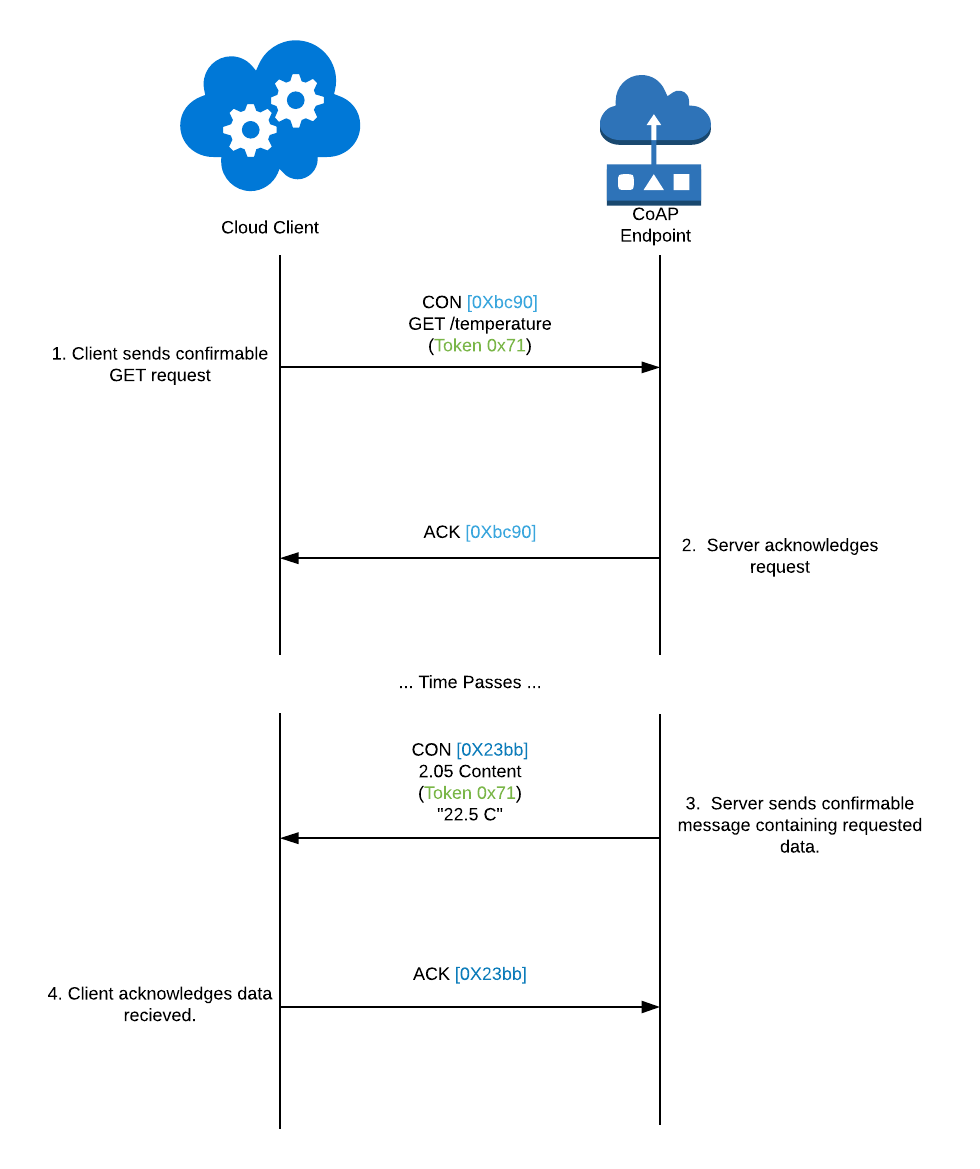 Cloud Client
CoAP
Endpoint
CON [0Xbc90]
GET /temperature
(Token 0x71)
1. Client sends confirmable
GET request
ACK [0Xbc90]
2.  Server acknowledges
request
... Time Passes ...
CON [0X23bb]
2.05 Content
(Token 0x71)
"22.5 C"
3.  Server sends confirmable
message containing requested
data.
ACK [0X23bb]
4. Client acknowledges data
recieved.